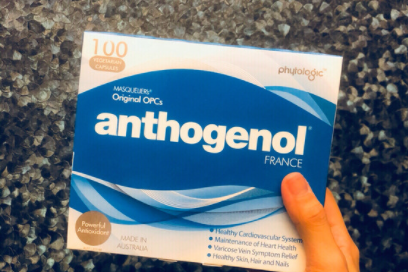 100
VEGETARIAN
CAPSULES
phytologic
MASQUELIER'S®
Original OPCs
anthogenol®
FRANCE
Powerful
Antioxidant
MADE IN
AUSTRALIA
• Healthy Cardiovascular System
• Maintenance of Heart Health
• Varicose Vein Symptom Relief
• Healthy Skin, Hair and Nails